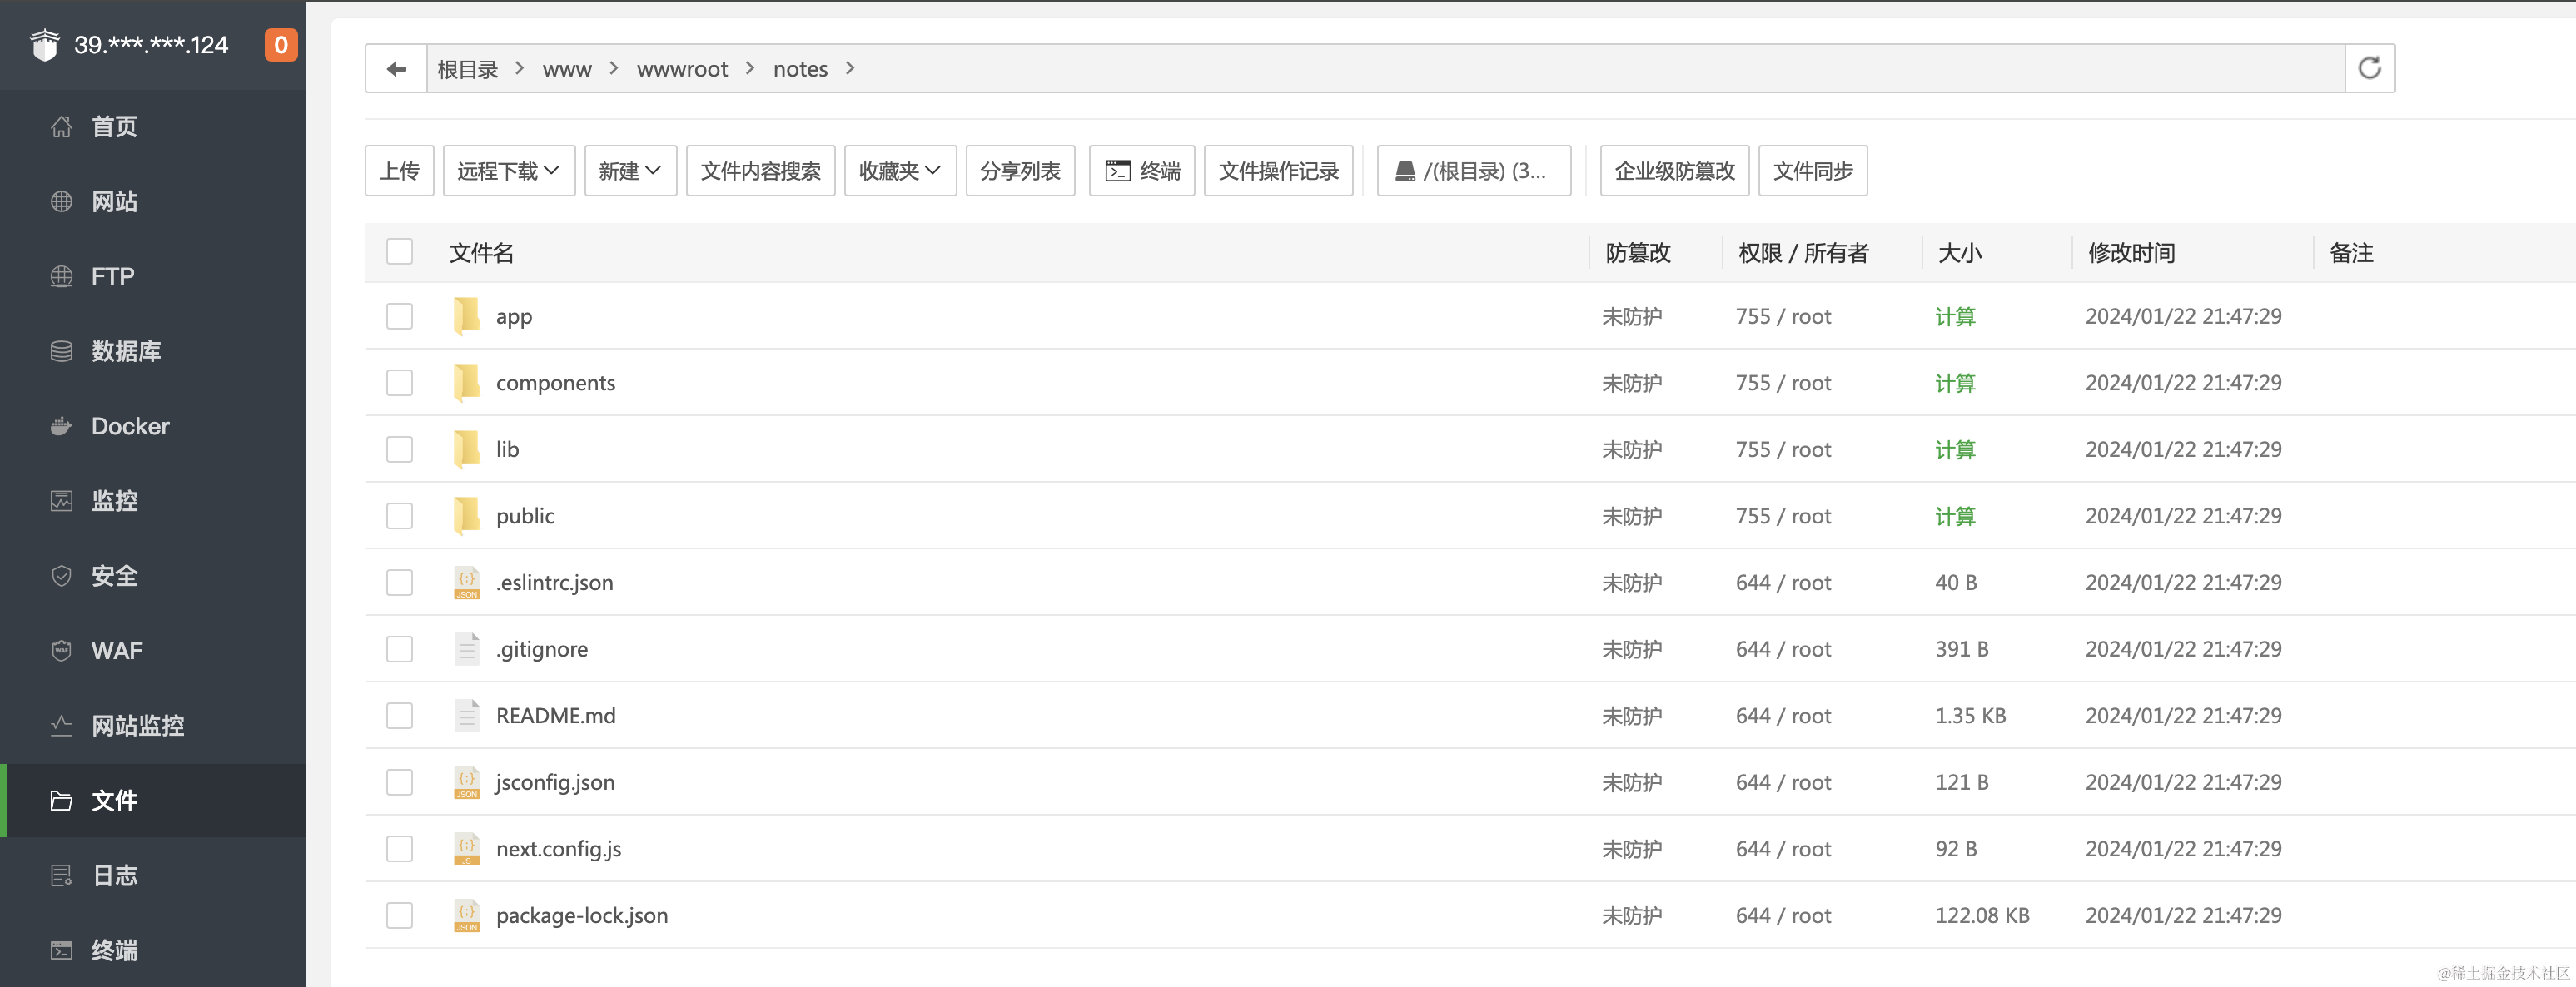 39.***.***.124 0
首页
网站
FTP
数据库
Docker
监控
安全
WAF
网站监控
文件
日志
终端
根目录 > www > wwwroot > notes >
上传 远程下载 新建 文件内容搜索 收藏夹 分享列表 终端 文件操作记录 /(根目录) (3... 企业级防篡改 文件同步
文件名 防篡改 权限 / 所有者 大小 修改时间 备注
app 未防护 755 / root 计算 2024/01/22 21:47:29
components 未防护 755 / root 计算 2024/01/22 21:47:29
lib 未防护 755 / root 计算 2024/01/22 21:47:29
public 未防护 755 / root 计算 2024/01/22 21:47:29
JSON .eslintrc.json 未防护 644 / root 40 B 2024/01/22 21:47:29
.gitignore 未防护 644 / root 391 B 2024/01/22 21:47:29
README.md 未防护 644 / root 1.35 KB 2024/01/22 21:47:29
JSON jsconfig.json 未防护 644 / root 121 B 2024/01/22 21:47:29
JS next.config.js 未防护 644 / root 92 B 2024/01/22 21:47:29
JSON package-lock.json 未防护 644 / root 122.08 KB 2024/01/22 21:47:29
@稀土掘金技术社区